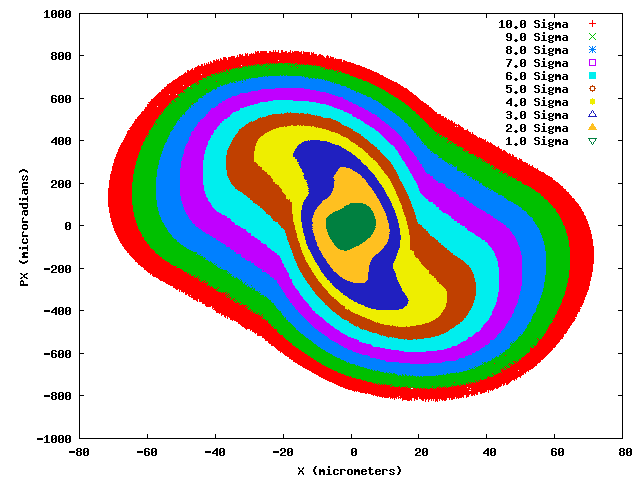 1000
800
600
400
200
0
-200
-400
-600
-800
-1000
PX (microradians)
10.0 Sigma
9.0 Sigma
8.0 Sigma
7.0 Sigma
6.0 Sigma
5.0 Sigma
4.0 Sigma
3.0 Sigma
2.0 Sigma
1.0 Sigma
-80 -60 -40 -20 0 20 40 60 80
X (micrometers)